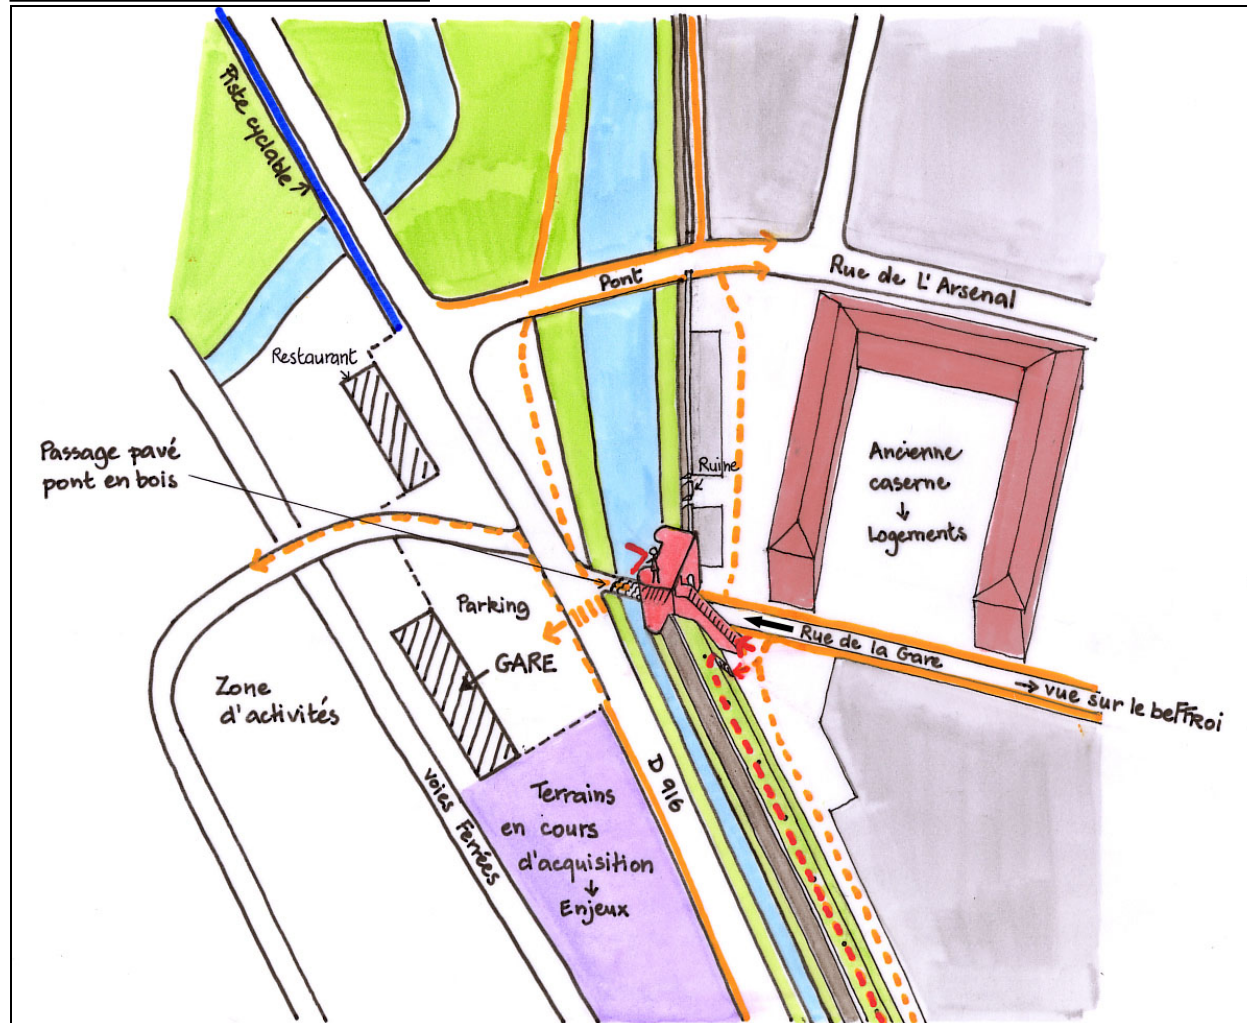 Piste cyclable
Pont
Rue de L'Arsenal
Restaurant
Passage pavé
pont en bois
Ruine
Ancienne
caserne
Logements
Parking
GARE
Rue de la Gare
vue sur le beffroi
Zone
d'activités
D 916
Voies Ferrées
Terrains
en cours
d'acquisition
Enjeux